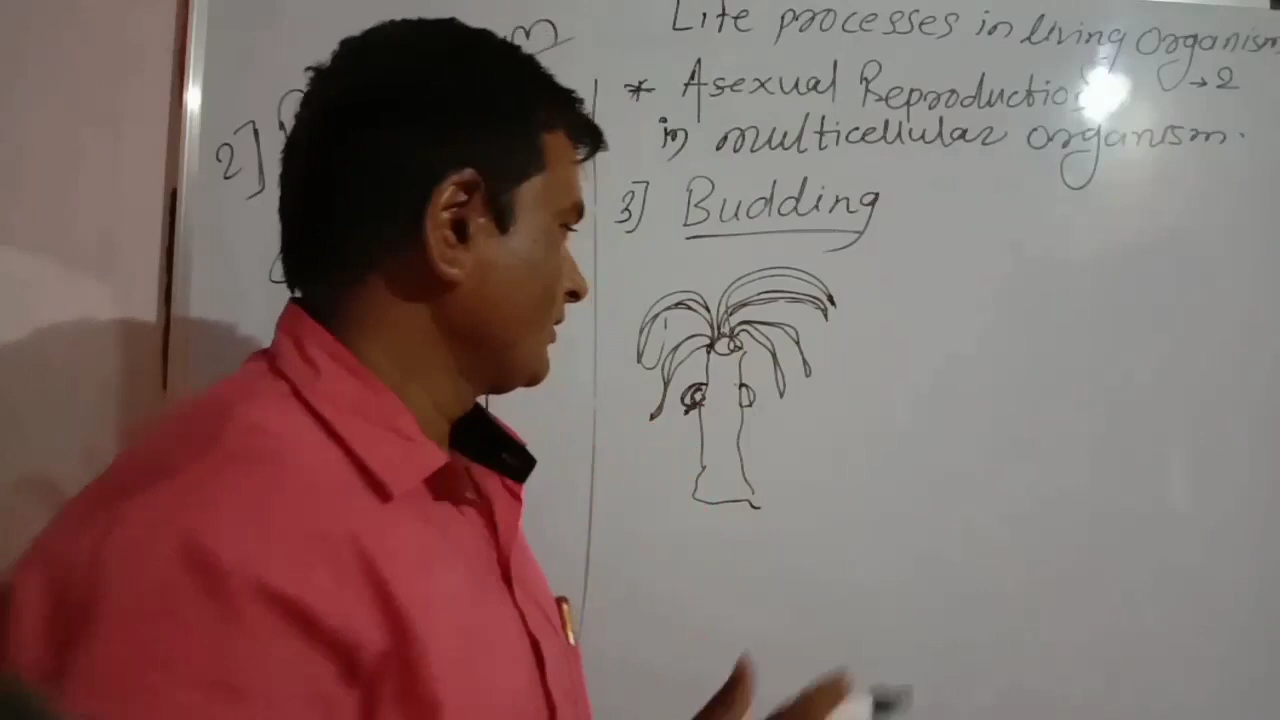 2]
Life processes in living Organism
→ 2
* Asexual Reproduction
in multicellular organism.
3] Budding